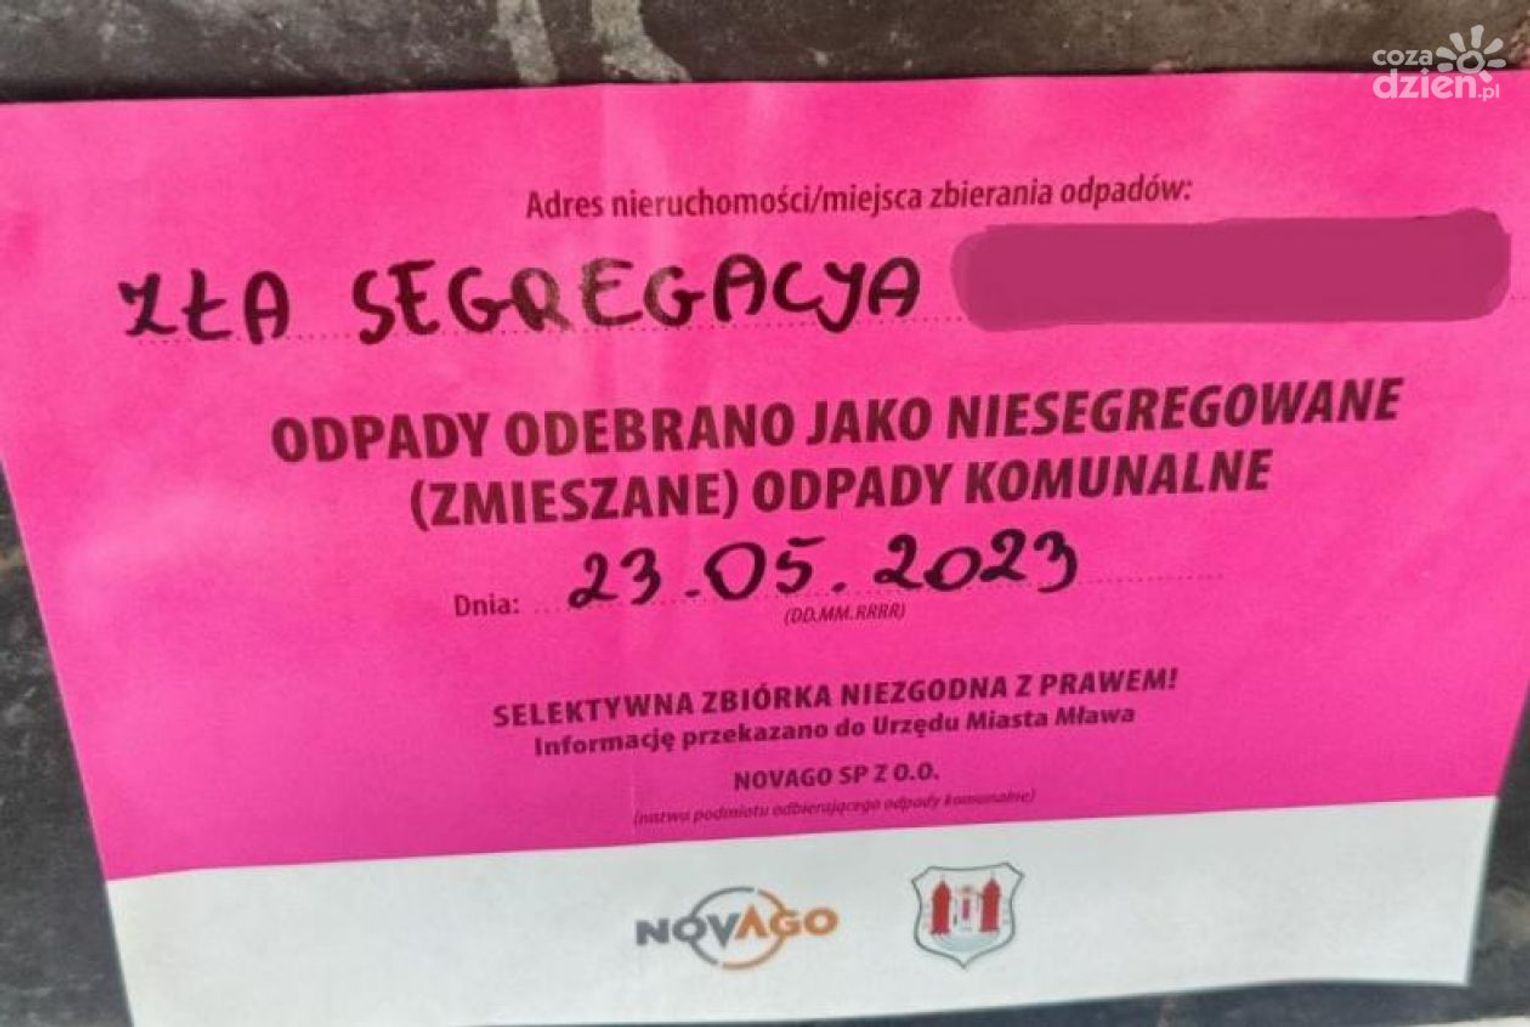 coza
dzien.pl
Adres nieruchomości/miejsca zbierania odpadów:
ZŁA SEGREGACJA
ODPADY ODEBRANO JAKO NIESEGREGOWANE
(ZMIESZANE) ODPADY KOMUNALNE
Dnia: 23.05.2023
(DD.MM.RRRR)
SELEKTYWNA ZBIÓRKA NIEZGODNA Z PRAWEM!
Informację przekazano do Urzędu Miasta Mława
NOVAGO SP Z O.O.
(nazwa podmiotu odbierającego odpady komunalne)
NOVAGO